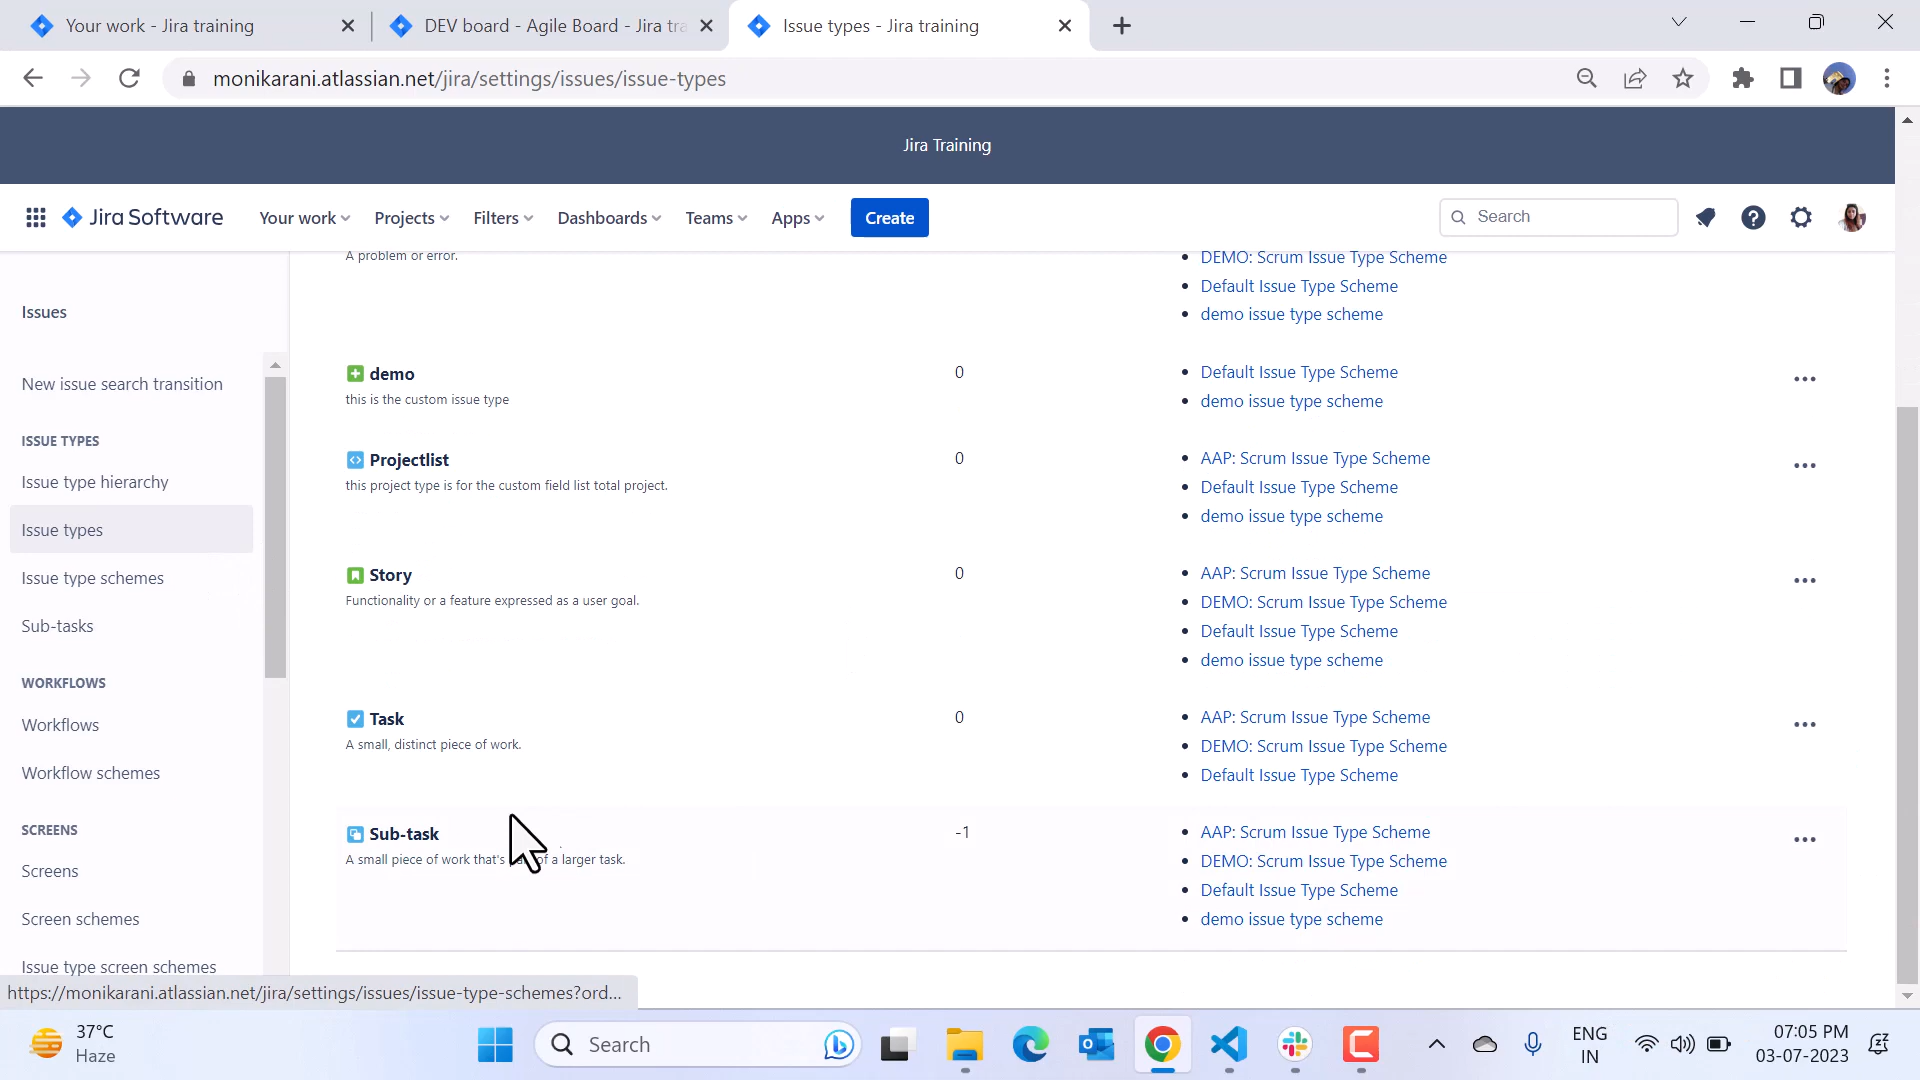 Your work - Jira training
DEV board - Agile Board - Jira tra
Issue types - Jira training
monikarani.atlassian.net/jira/settings/issues/issue-types
Jira Training
Jira Software
Your work
Projects
Filters
Dashboards
Teams
Apps
Create
Search
Issues
New issue search transition
ISSUE TYPES
Issue type hierarchy
Issue types
Issue type schemes
Sub-tasks
WORKFLOWS
Workflows
Workflow schemes
SCREENS
Screens
Screen schemes
Issue type screen schemes
A problem or error.
DEMO: Scrum Issue Type Scheme
Default Issue Type Scheme
demo issue type scheme
demo
this is the custom issue type
0
Default Issue Type Scheme
demo issue type scheme
Projectlist
this project type is for the custom field list total project.
0
AAP: Scrum Issue Type Scheme
Default Issue Type Scheme
demo issue type scheme
Story
Functionality or a feature expressed as a user goal.
0
AAP: Scrum Issue Type Scheme
DEMO: Scrum Issue Type Scheme
Default Issue Type Scheme
demo issue type scheme
Task
A small, distinct piece of work.
0
AAP: Scrum Issue Type Scheme
DEMO: Scrum Issue Type Scheme
Default Issue Type Scheme
Sub-task
A small piece of work that's of a larger task.
-1
AAP: Scrum Issue Type Scheme
DEMO: Scrum Issue Type Scheme
Default Issue Type Scheme
demo issue type scheme
https://monikarani.atlassian.net/jira/settings/issues/issue-type-schemes?ord...
37°C
Haze
Search
ENG
IN
07:05 PM
03-07-2023